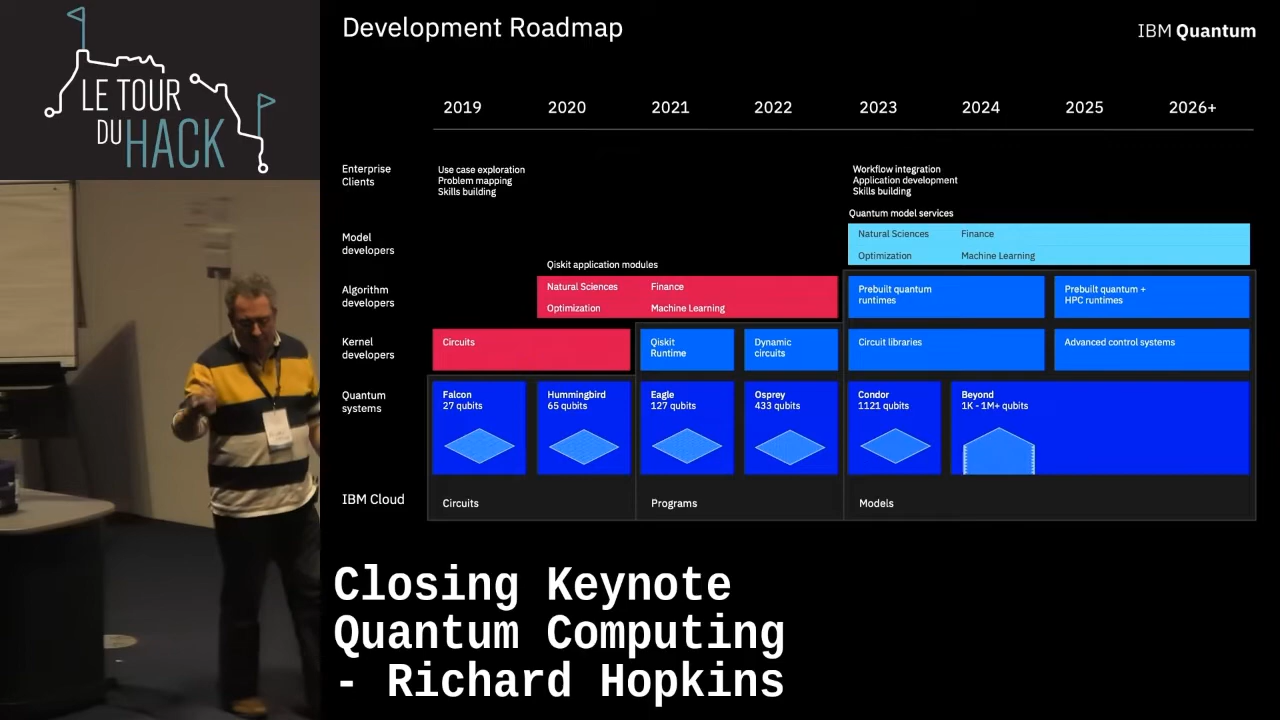 LE TOUR
DU HACK
Development Roadmap
IBM Quantum
2019 2020 2021 2022 2023 2024 2025 2026+
Enterprise
Clients
Use case exploration
Problem mapping
Skills building
Workflow integration
Application development
Skills building
Model
developers
Quantum model services
Natural Sciences Finance
Optimization Machine Learning
Algorithm
developers
Qiskit application modules
Natural Sciences Finance
Optimization Machine Learning
Prebuilt quantum
runtimes
Prebuilt quantum +
HPC runtimes
Kernel
developers
Circuits
Qiskit
Runtime
Dynamic
circuits
Circuit libraries
Advanced control systems
Quantum
systems
Falcon
27 qubits
Hummingbird
65 qubits
Eagle
127 qubits
Osprey
433 qubits
Condor
1121 qubits
Beyond
1K - 1M+ qubits
IBM Cloud
Circuits
Programs
Models
Closing Keynote
Quantum Computing
- Richard Hopkins